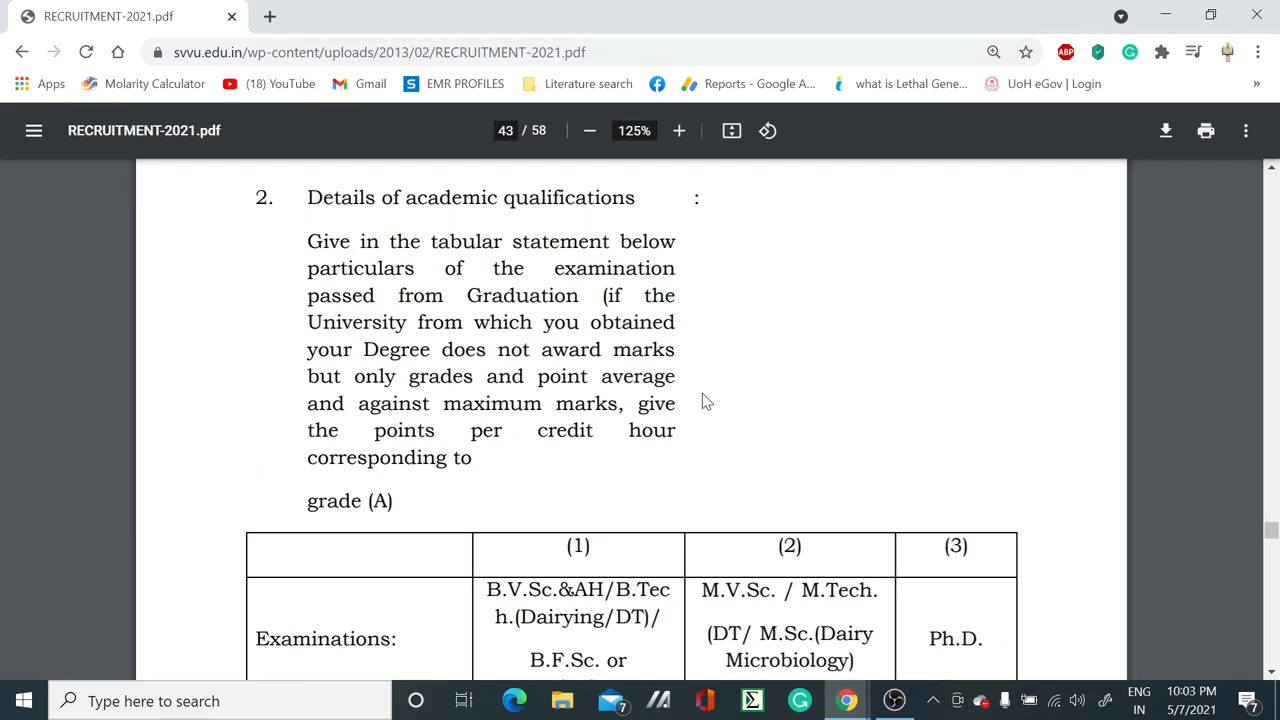 RECRUITMENT-2021.pdf
svvu.edu.in/wp-content/uploads/2013/02/RECRUITMENT-2021.pdf
ABP
Apps Molarity Calculator (18) YouTube Gmail S EMR PROFILES Literature search Reports - Google A... what is Lethal Gene... UoH eGov | Login »
RECRUITMENT-2021.pdf 43 / 58 125%
2. Details of academic qualifications :
Give in the tabular statement below
particulars of the examination
passed from Graduation (if the
University from which you obtained
your Degree does not award marks
but only grades and point average
and against maximum marks, give
the points per credit hour
corresponding to
grade (A)
(1) (2) (3)
B.V.Sc.&AH/B.Tec
h.(Dairying/DT)/
B.F.Sc. or
M.V.Sc. / M.Tech.
(DT/ M.Sc.(Dairy
Microbiology)
Examinations:
Ph.D.
Type here to search
7
ENG
IN
10:03 PM
5/7/2021
7